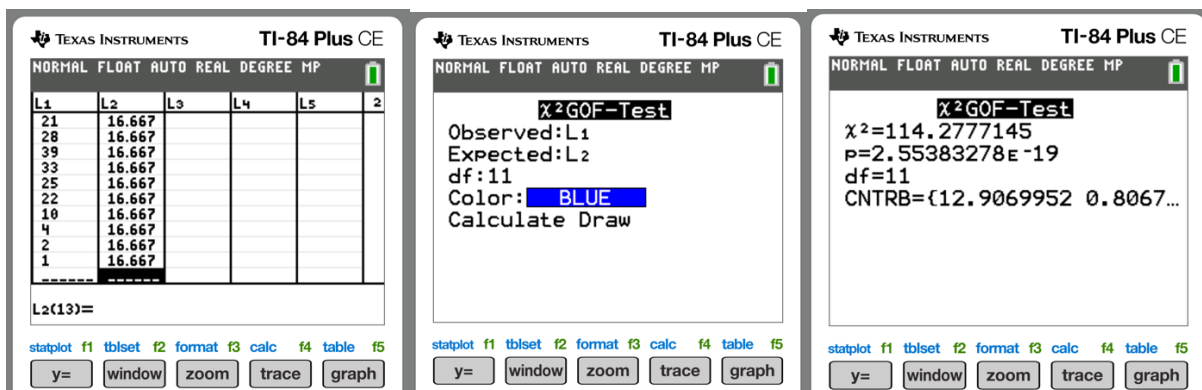 TEXAS INSTRUMENTS TI-84 Plus CE
NORMAL FLOAT AUTO REAL DEGREE MP
L1 L2 L3 L4 L5 2
21 16.667
28 16.667
39 16.667
33 16.667
25 16.667
22 16.667
10 16.667
4 16.667
2 16.667
1 16.667
------ ------
L2(13)=
statplot f1 tblset f2 format f3 calc f4 table f5
y= window zoom trace graph
TEXAS INSTRUMENTS TI-84 Plus CE
NORMAL FLOAT AUTO REAL DEGREE MP
χ²GOF-Test
Observed:L1
Expected:L2
df:11
Color: BLUE
Calculate Draw
statplot f1 tblset f2 format f3 calc f4 table f5
y= window zoom trace graph
TEXAS INSTRUMENTS TI-84 Plus CE
NORMAL FLOAT AUTO REAL DEGREE MP
χ²GOF-Test
χ²=114.2777145
p=2.55383278E-19
df=11
CNTRB={12.9069952 0.8067…
statplot f1 tblset f2 format f3 calc f4 table f5
y= window zoom trace graph